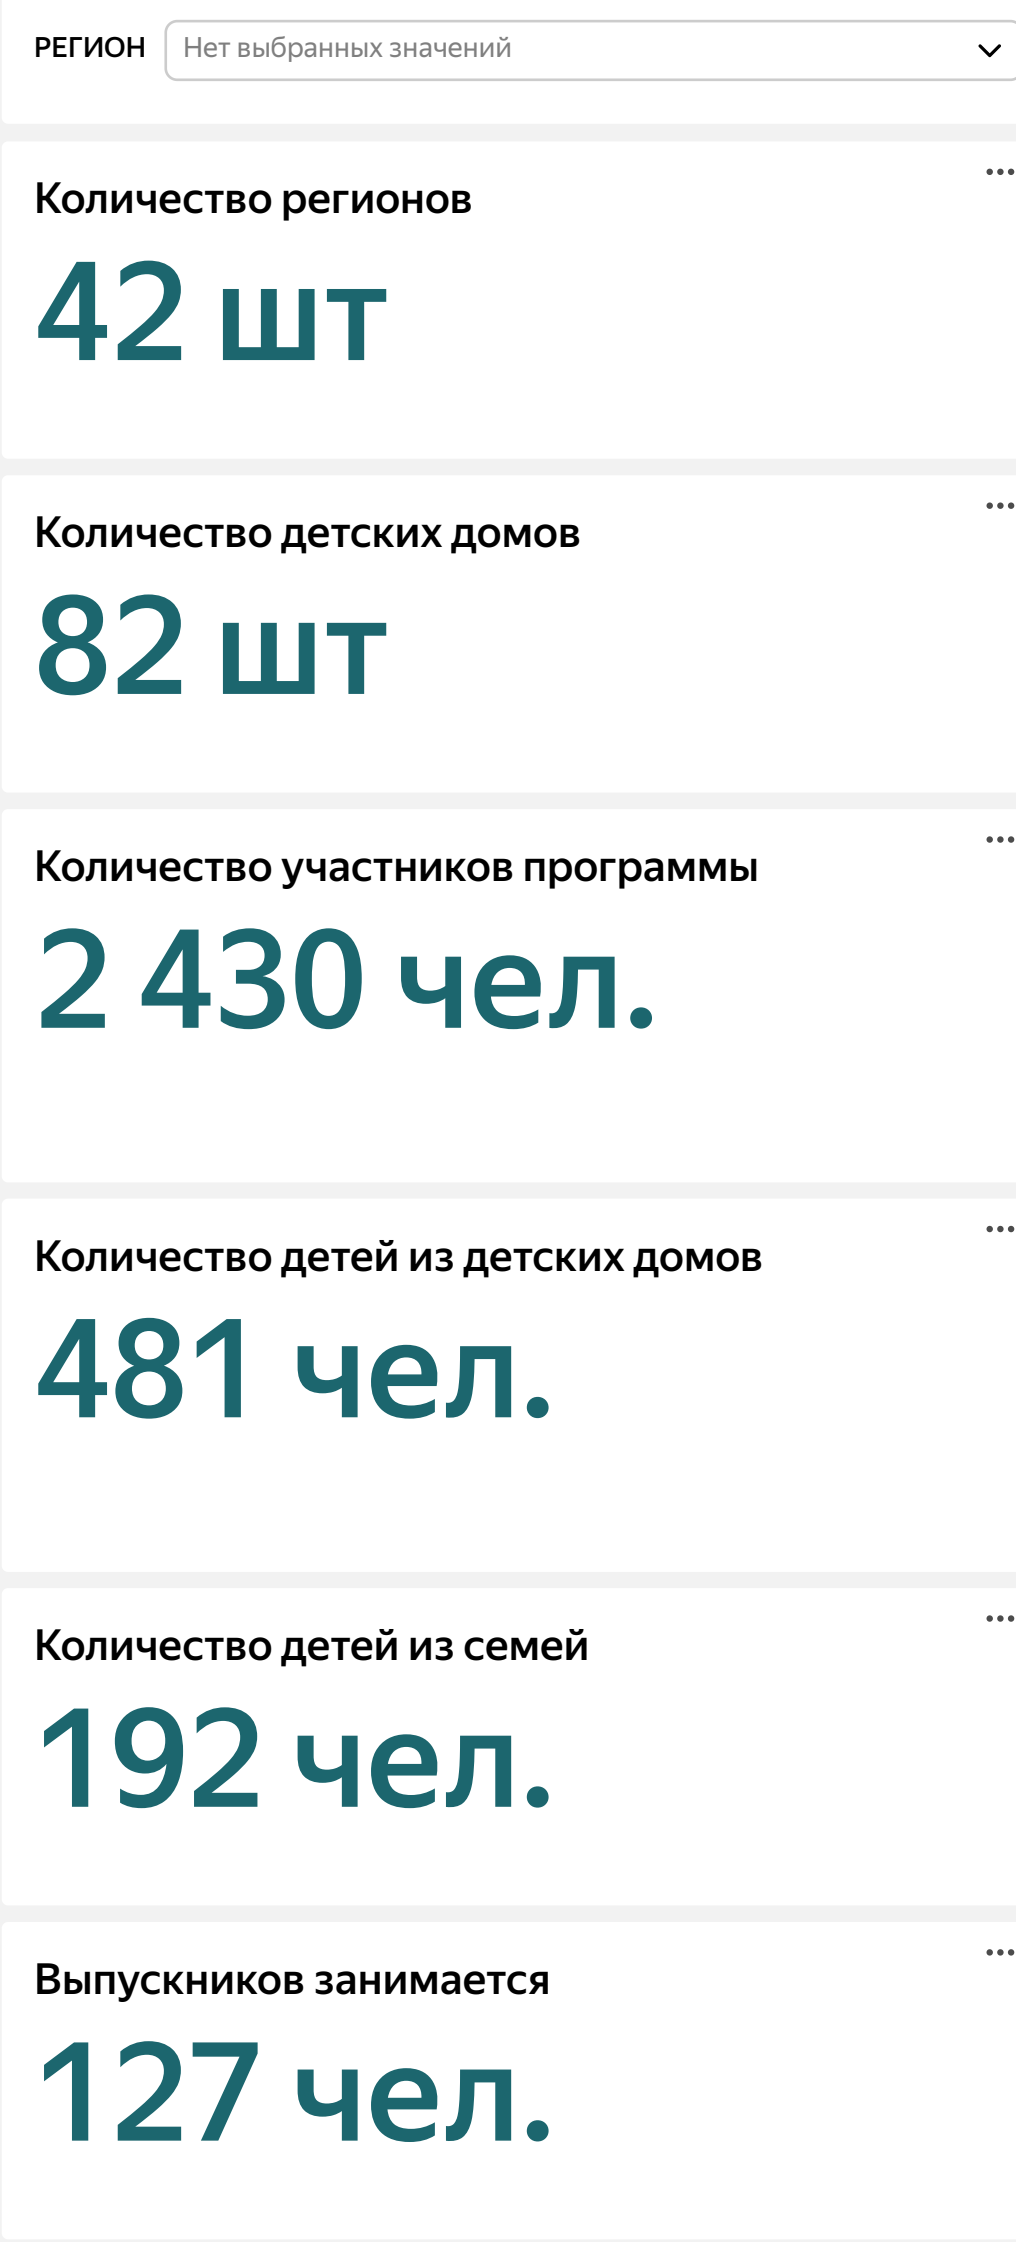 РЕГИОН Нет выбранных значений
Количество регионов
42 шт
Количество детских домов
82 шт
Количество участников программы
2 430 чел.
Количество детей из детских домов
481 чел.
Количество детей из семей
192 чел.
Выпускников занимается
127 чел.